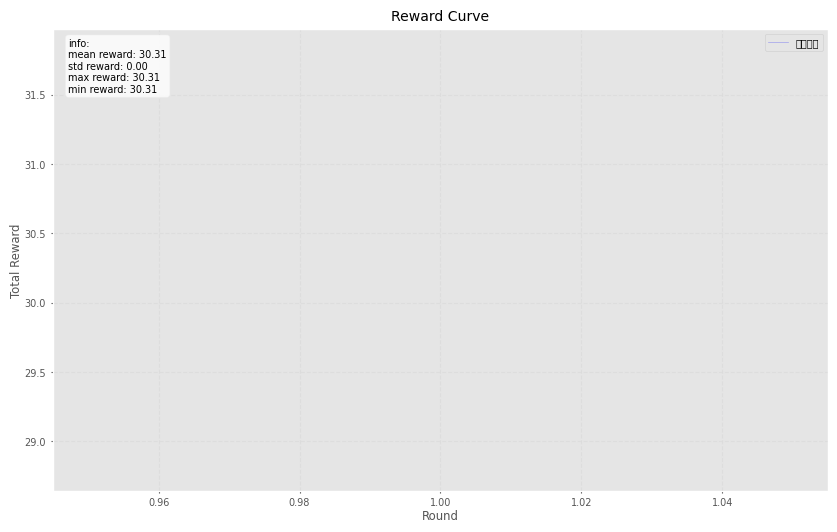 Reward Curve
info:
mean reward: 30.31
std reward: 0.00
max reward: 30.31
min reward: 30.31
31.5
31.0
30.5
30.0
29.5
29.0
Total Reward
0.96
0.98
1.00
1.02
1.04
Round